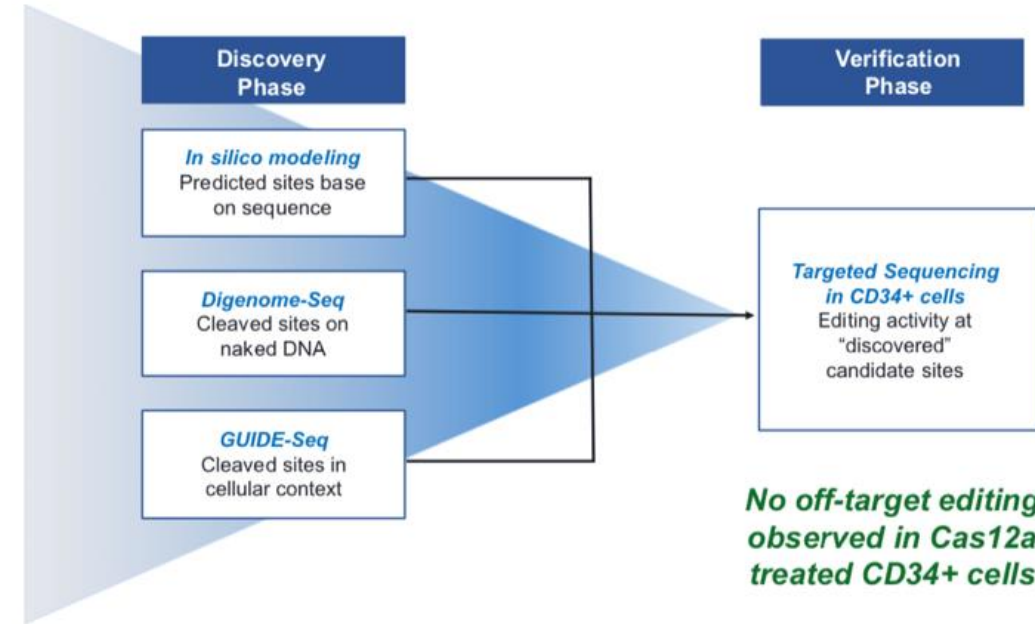 Discovery
Phase
In silico modeling
Predicted sites base
on sequence
Digenome-Seq
Cleaved sites on
naked DNA
GUIDE-Seq
Cleaved sites in
cellular context
Verification
Phase
Targeted Sequencing
in CD34+ cells
Editing activity at
“discovered”
candidate sites
No off-target editing
observed in Cas12a
treated CD34+ cells